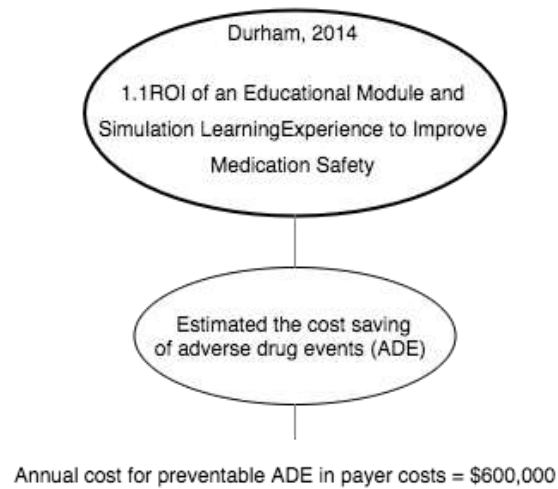 Durham, 2014
1.1ROI of an Educational Module and
Simulation LearningExperience to Improve
Medication Safety
Estimated the cost saving
of adverse drug events (ADE)
Annual cost for preventable ADE in payer costs = $600,000